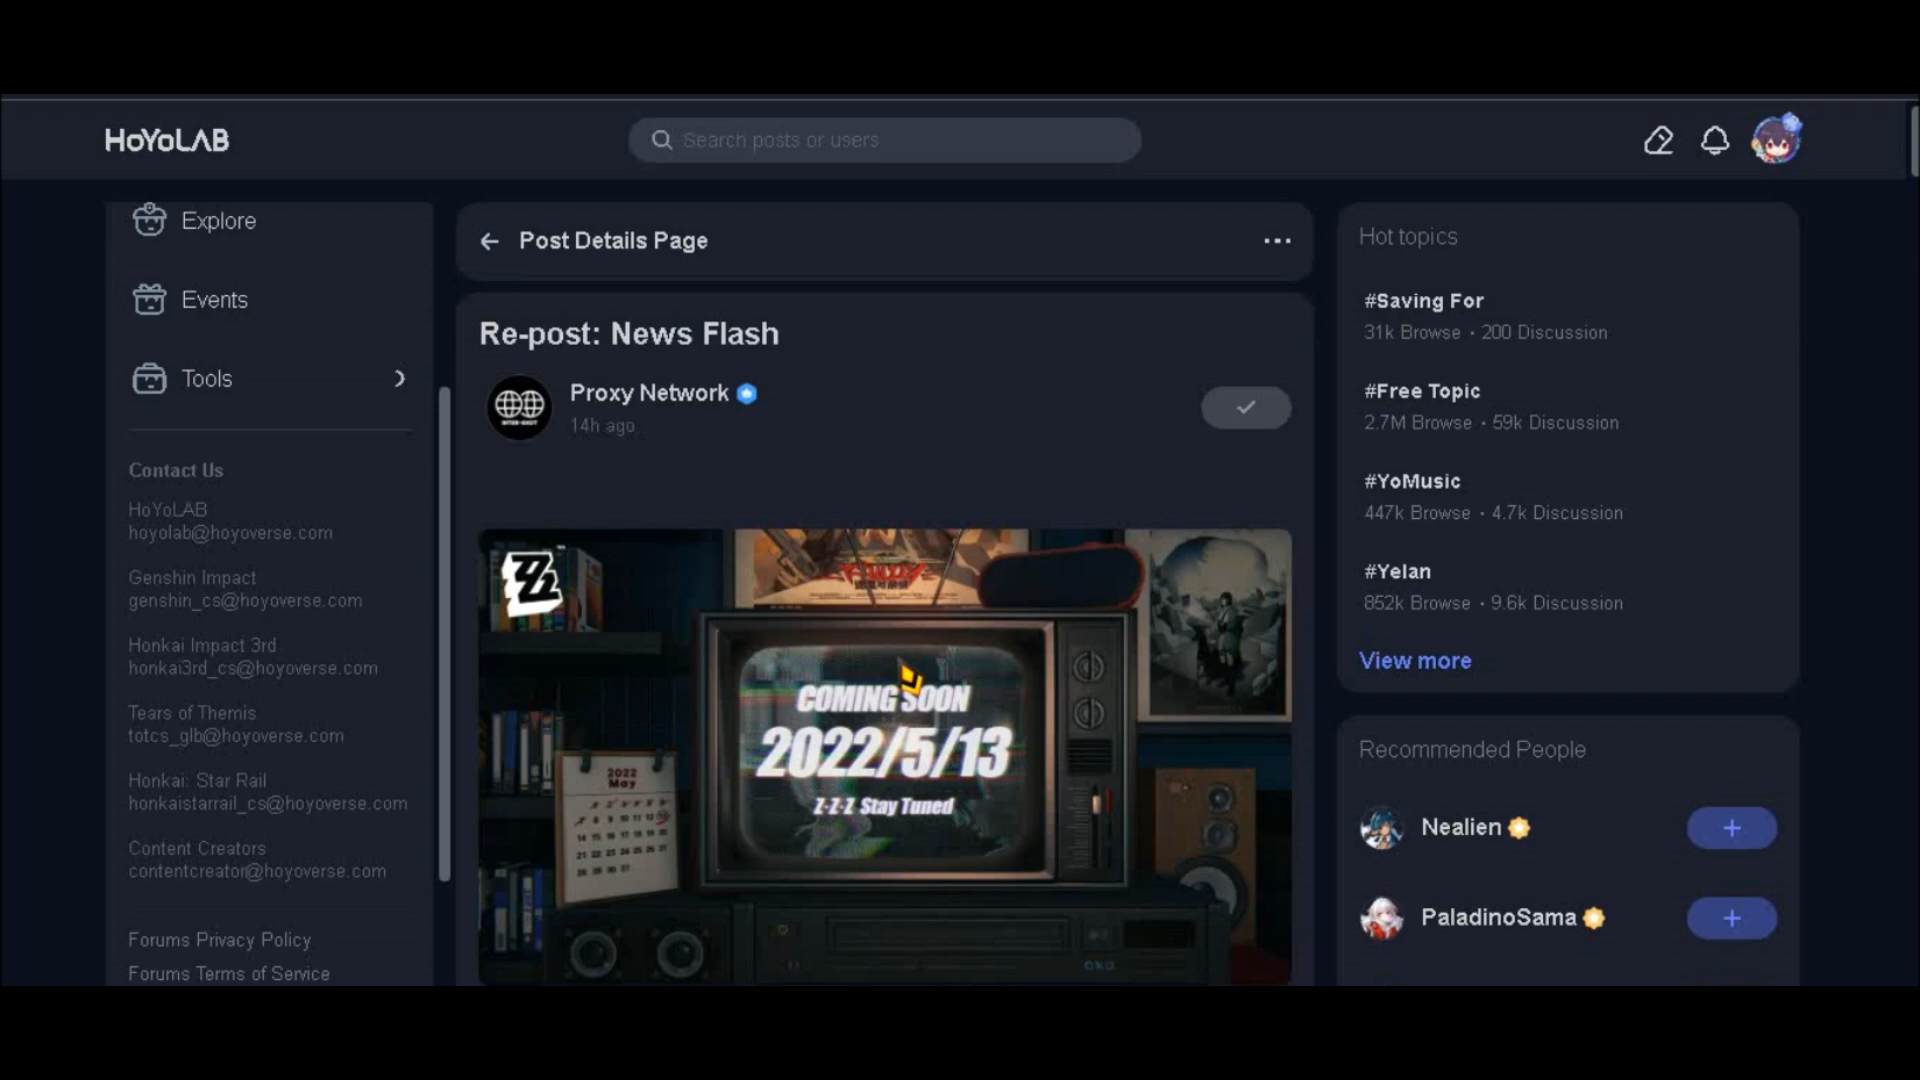 HoYoLAB
Search posts or users
Explore
Events
Tools
Contact Us
HoYoLAB
hoyolab@hoyoverse.com
Genshin Impact
genshin_cs@hoyoverse.com
Honkai Impact 3rd
honkai3rd_cs@hoyoverse.com
Tears of Themis
totcs_glb@hoyoverse.com
Honkai: Star Rail
honkaistarrail_cs@hoyoverse.com
Content Creators
contentcreator@hoyoverse.com
Forums Privacy Policy
Forums Terms of Service
Post Details Page
Re-post: News Flash
Proxy Network
14h ago
COMING SOON
2022/5/13
Z-Z-Z Stay Tuned
2022
May
Hot topics
#Saving For
31k Browse • 200 Discussion
#Free Topic
2.7M Browse • 59k Discussion
#YoMusic
447k Browse • 4.7k Discussion
#Yelan
852k Browse • 9.6k Discussion
View more
Recommended People
Nealien
PaladinoSama